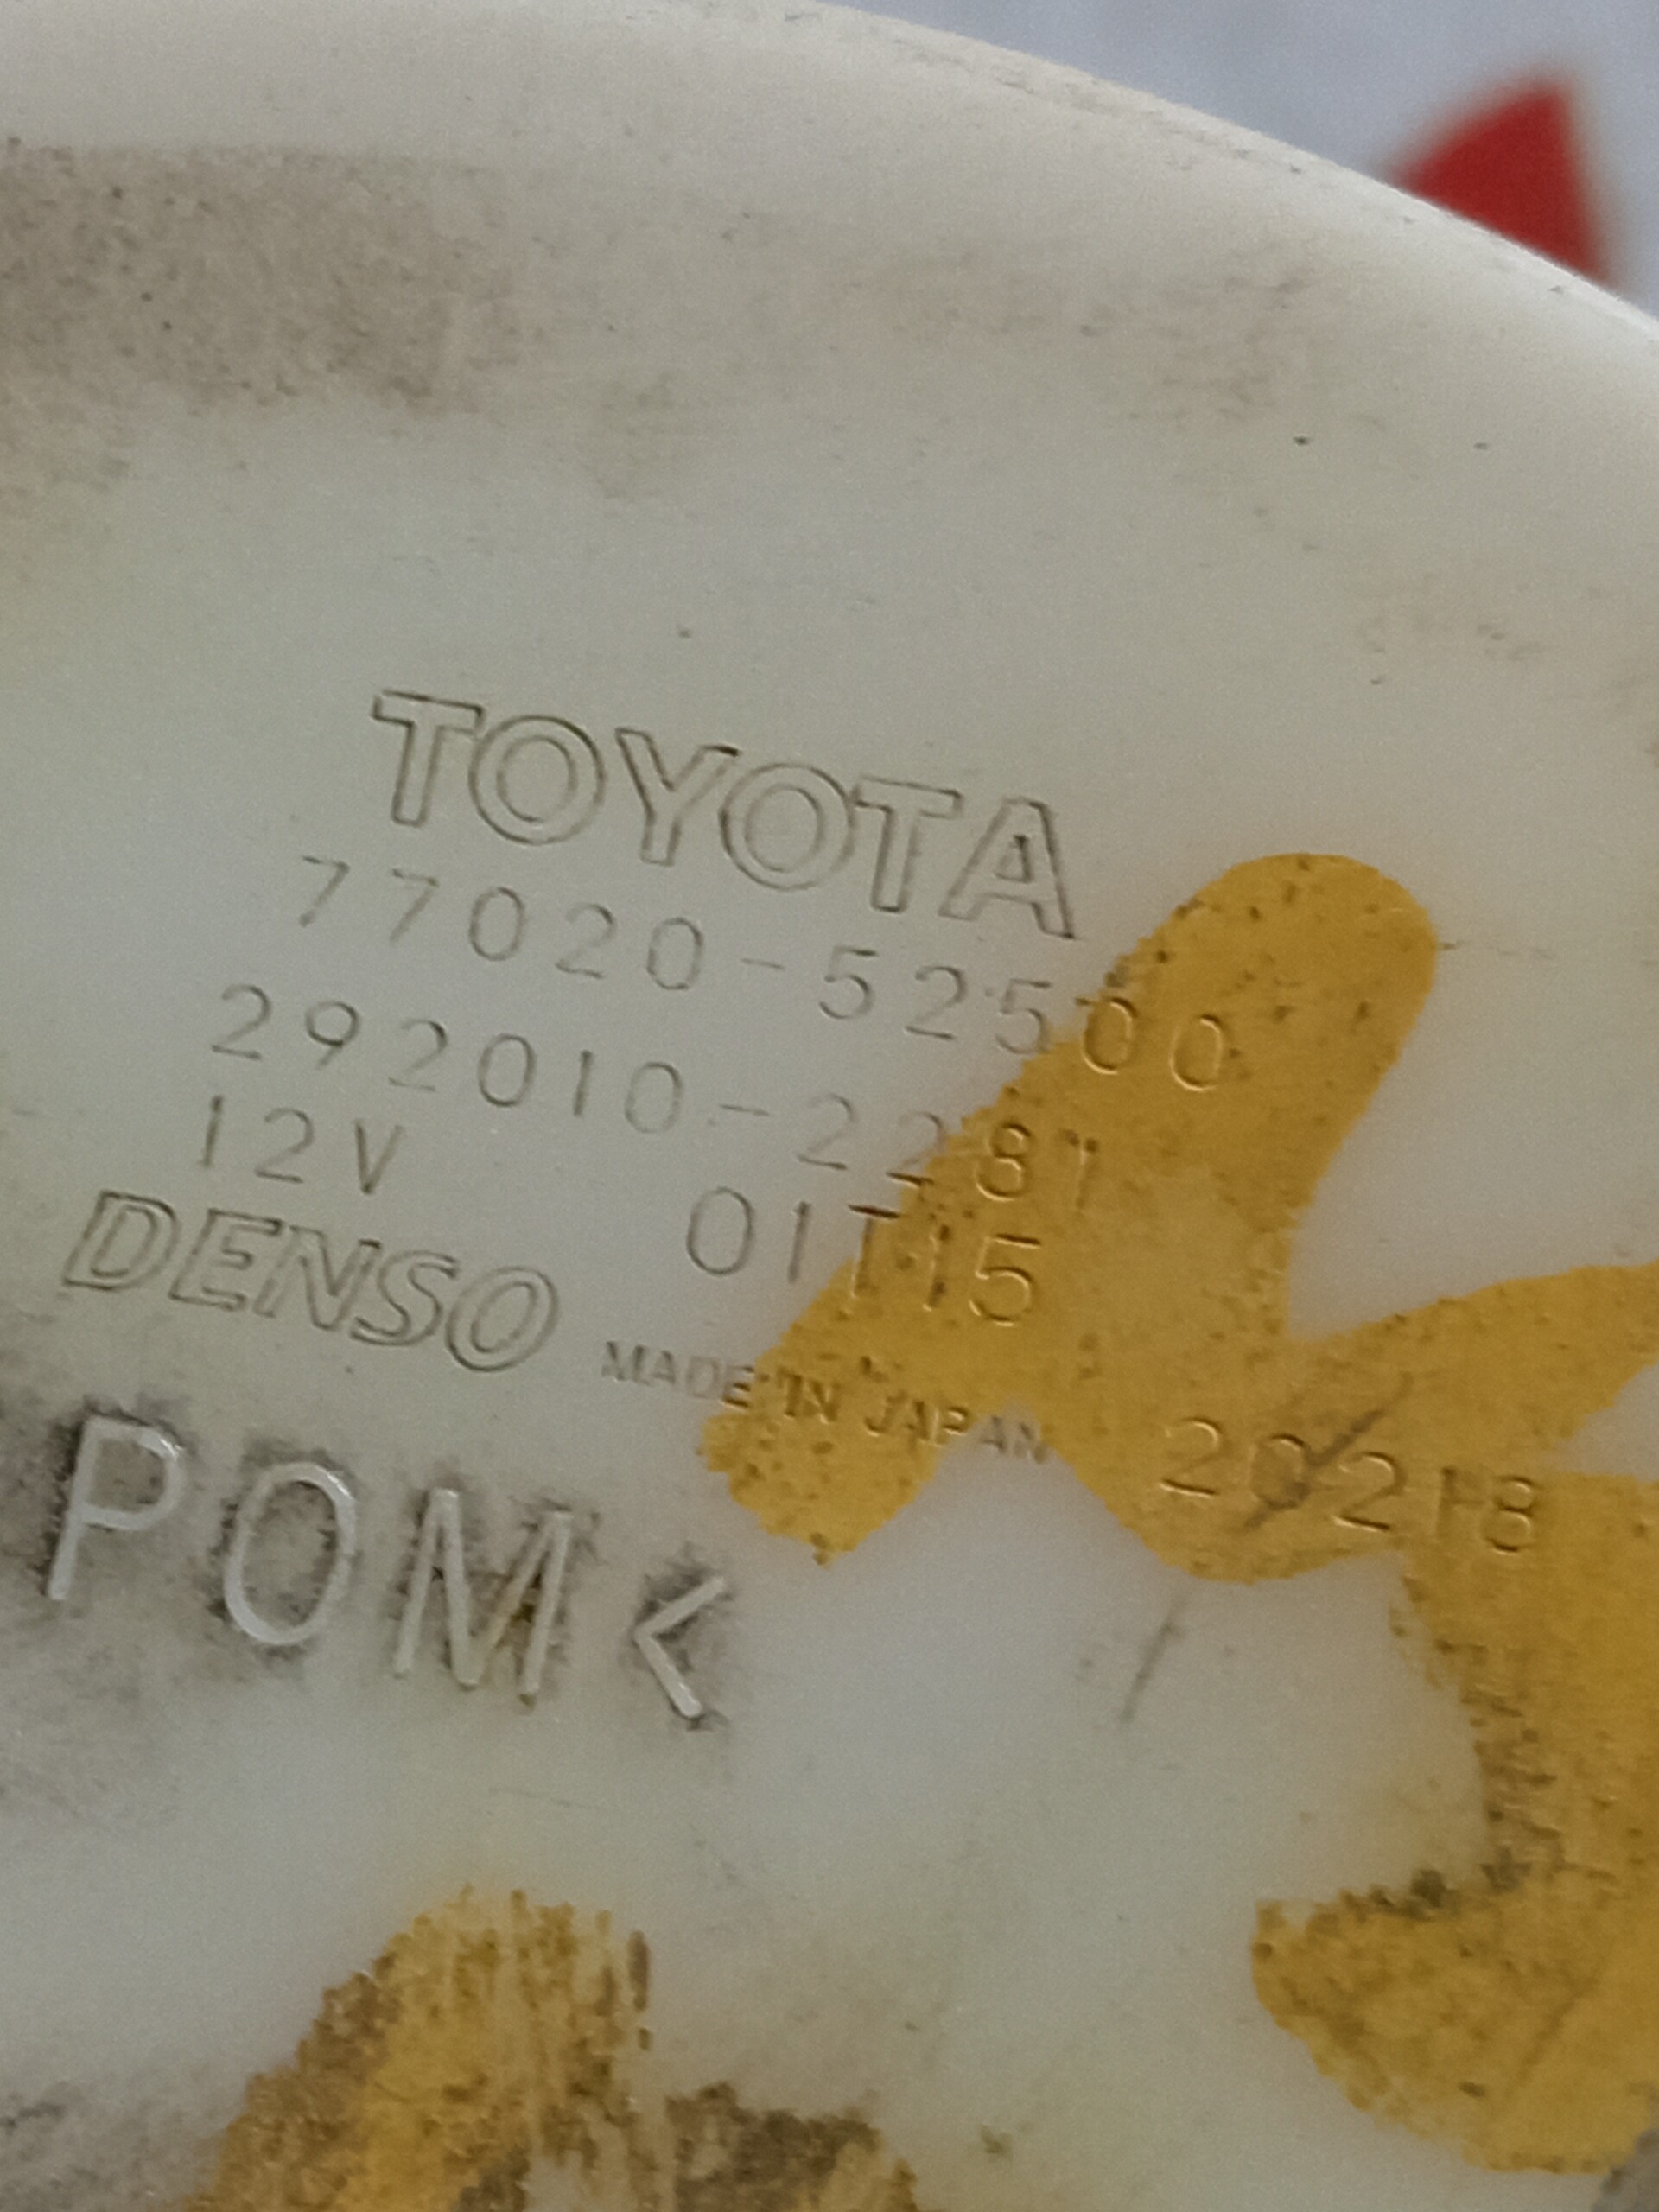 TOYOTA
77020-52500
292010-2281
12V 01T15
DENSO MADE IN JAPAN
20218
POM<